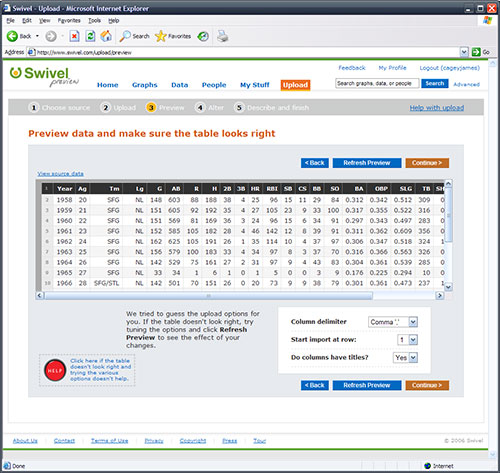 Swivel - Upload - Microsoft Internet Explorer
File Edit View Favorites Tools Help
Back Search Favorites
Address http://www.swivel.com/upload/preview Go
Feedback My Profile Logout (cageyjames)
Swivel
preview
Home Graphs Data People My Stuff Upload
Search graphs, data, or people Search Advanced
1 Choose source 2 Upload 3 Preview 4 Alter 5 Describe and finish Help with upload
Preview data and make sure the table looks right
< Back Refresh Preview Continue >
View source data
1 Year Ag Tm Lg G AB R H 2B 3B HR RBI SB CS BB SO BA OBP SLG TB SH
2 1958 20 SFG NL 148 603 88 188 38 4 25 96 15 11 29 84 0.312 0.342 0.512 309
3 1959 21 SFG NL 151 605 92 192 35 4 27 105 23 9 33 100 0.317 0.355 0.522 316
4 1960 22 SFG NL 151 569 81 169 36 3 24 96 15 6 34 91 0.297 0.343 0.497 283
5 1961 23 SFG NL 152 585 105 182 28 4 46 142 12 8 39 91 0.311 0.362 0.609 356
6 1962 24 SFG NL 162 625 105 191 26 1 35 114 10 4 37 97 0.306 0.347 0.518 324
7 1963 25 SFG NL 156 579 100 183 33 4 34 97 8 3 37 70 0.316 0.366 0.563 326
8 1964 26 SFG NL 142 529 75 161 27 2 31 97 9 4 43 83 0.304 0.361 0.539 285
9 1965 27 SFG NL 33 34 1 6 1 0 1 5 0 0 3 9 0.176 0.225 0.294 10
10 1966 28 SFG/STL NL 142 501 70 151 26 0 20 73 9 9 38 79 0.301 0.361 0.473 237
We tried to guess the upload options for
you. If the table doesn't look right, try
tuning the options and click Refresh
Preview to see the effect of your
changes.
Column delimiter Comma ','
Start import at row: 1
Do columns have titles? Yes
HELP
Click here if the table
doesn't look right and
trying the various
options doesn't help.
< Back Refresh Preview Continue >
About Us Contact Terms of Use Privacy Copyright Press Tour © 2006 Swivel
Done Internet